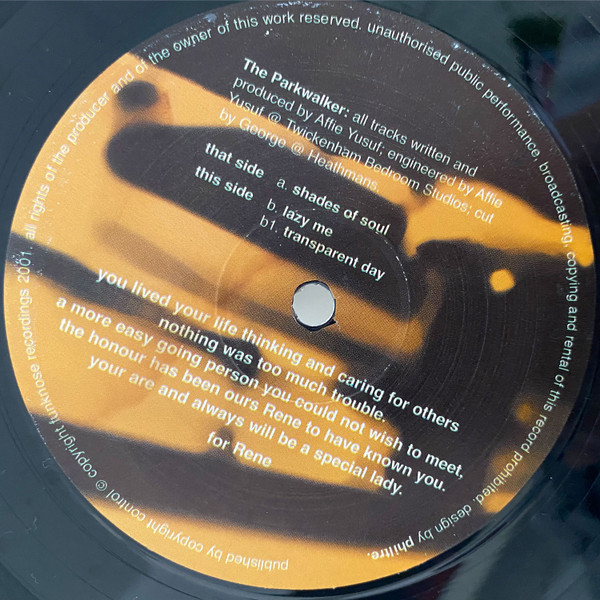 The Parkwalker: all tracks written and
produced by Affie Yusuf; engineered by Affie
Yusuf @ Twickenham Bedroom Studios; cut
by George @ Heathmans.
that side a. shades of soul
this side b. lazy me
b1. transparent day
you lived your life thinking and caring for others
nothing was too much trouble.
a more easy going person you could not wish to meet,
the honour has been ours Rene to have known you.
your are and always will be a special lady.
for Rene
published by copyright control © copyright funknose recordings 2001. all rights of the producer and of the owner of this work reserved. unauthorised public performance, broadcasting, copying and rental of this record prohibited. design by philtre.